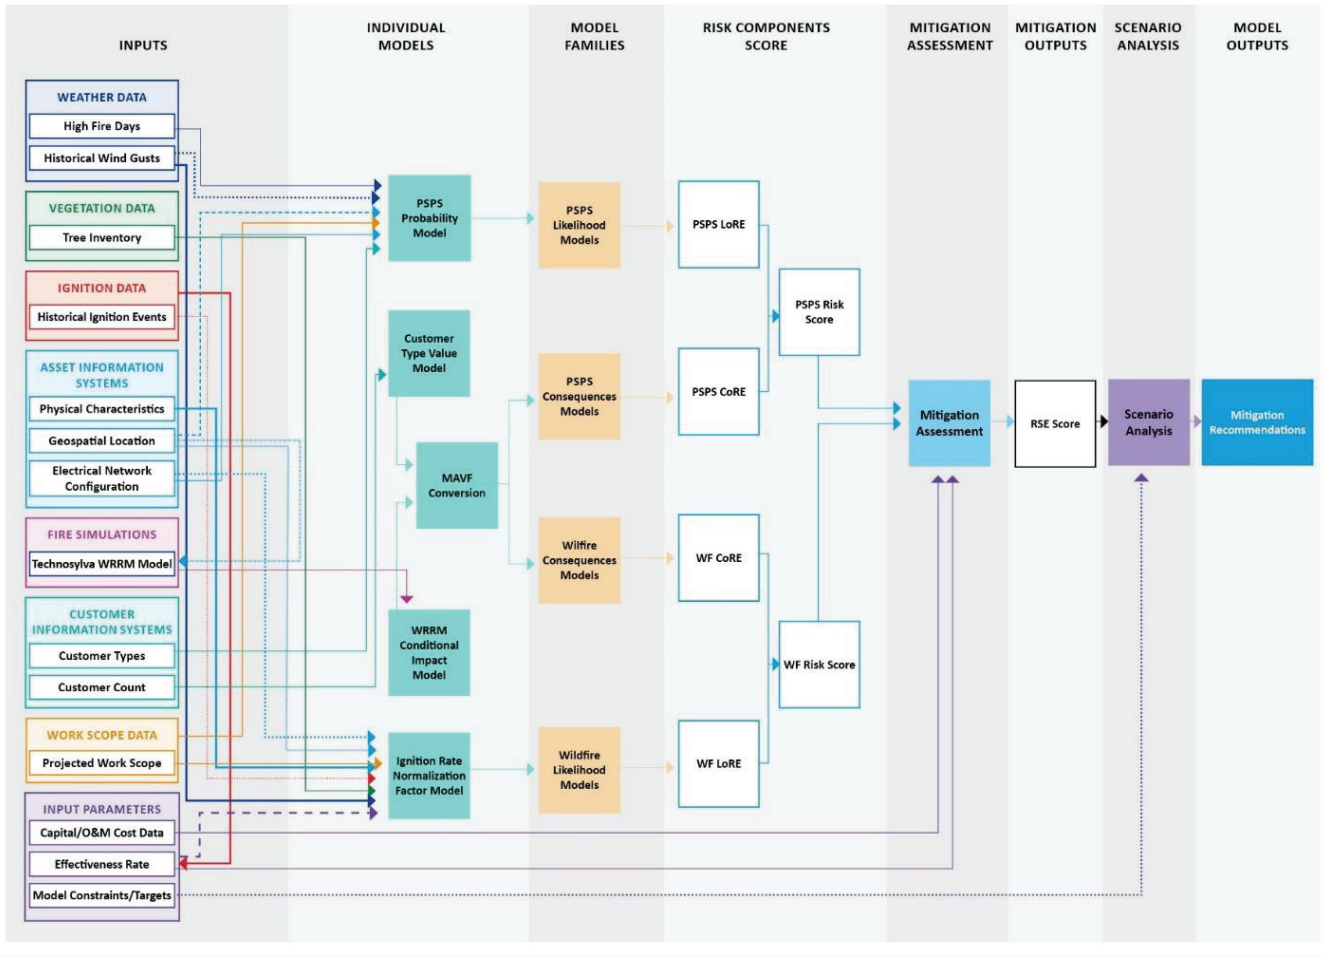 INPUTS
INDIVIDUAL
MODELS
MODEL
FAMILIES
RISK COMPONENTS
SCORE
MITIGATION
ASSESSMENT
MITIGATION
OUTPUTS
SCENARIO
ANALYSIS
MODEL
OUTPUTS
WEATHER DATA
High Fire Days
Historical Wind Gusts
VEGETATION DATA
Tree Inventory
IGNITION DATA
Historical Ignition Events
ASSET INFORMATION
SYSTEMS
Physical Characteristics
Geospatial Location
Electrical Network
Configuration
FIRE SIMULATIONS
Technosylva WRRM Model
CUSTOMER
INFORMATION SYSTEMS
Customer Types
Customer Count
WORK SCOPE DATA
Projected Work Scope
INPUT PARAMETERS
Capital/O&M Cost Data
Effectiveness Rate
Model Constraints/Targets
PSPS
Probability
Model
Customer
Type Value
Model
MAVF
Conversion
WRRM
Conditional
Impact
Model
Ignition Rate
Normalization
Factor Model
PSPS
Likelihood
Models
PSPS
Consequences
Models
Wilfire
Consequences
Models
Wildfire
Likelihood
Models
PSPS LoRE
PSPS CoRE
WF CoRE
WF LoRE
PSPS Risk
Score
WF Risk Score
Mitigation
Assessment
RSE Score
Scenario
Analysis
Mitigation
Recommendations